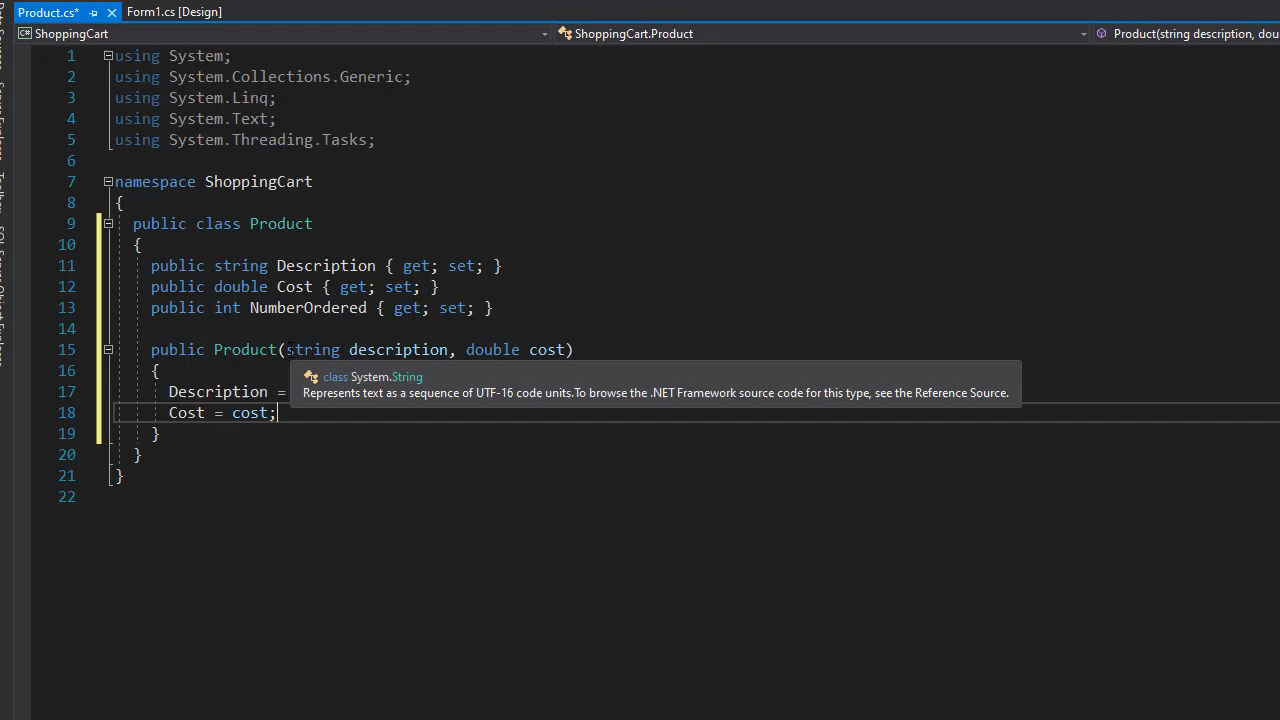 Product.cs* Form1.cs [Design]
C# ShoppingCart ShoppingCart.Product Product(string description, dou
1 using System;
2 using System.Collections.Generic;
3 using System.Linq;
4 using System.Text;
5 using System.Threading.Tasks;
6
7 namespace ShoppingCart
8 {
9 public class Product
10 {
11 public string Description { get; set; }
12 public double Cost { get; set; }
13 public int NumberOrdered { get; set; }
14
15 public Product(string description, double cost)
16 {
class System.String
17 Description =
Represents text as a sequence of UTF-16 code units.To browse the .NET Framework source code for this type, see the Reference Source.
18 Cost = cost;
19 }
20 }
21 }
22